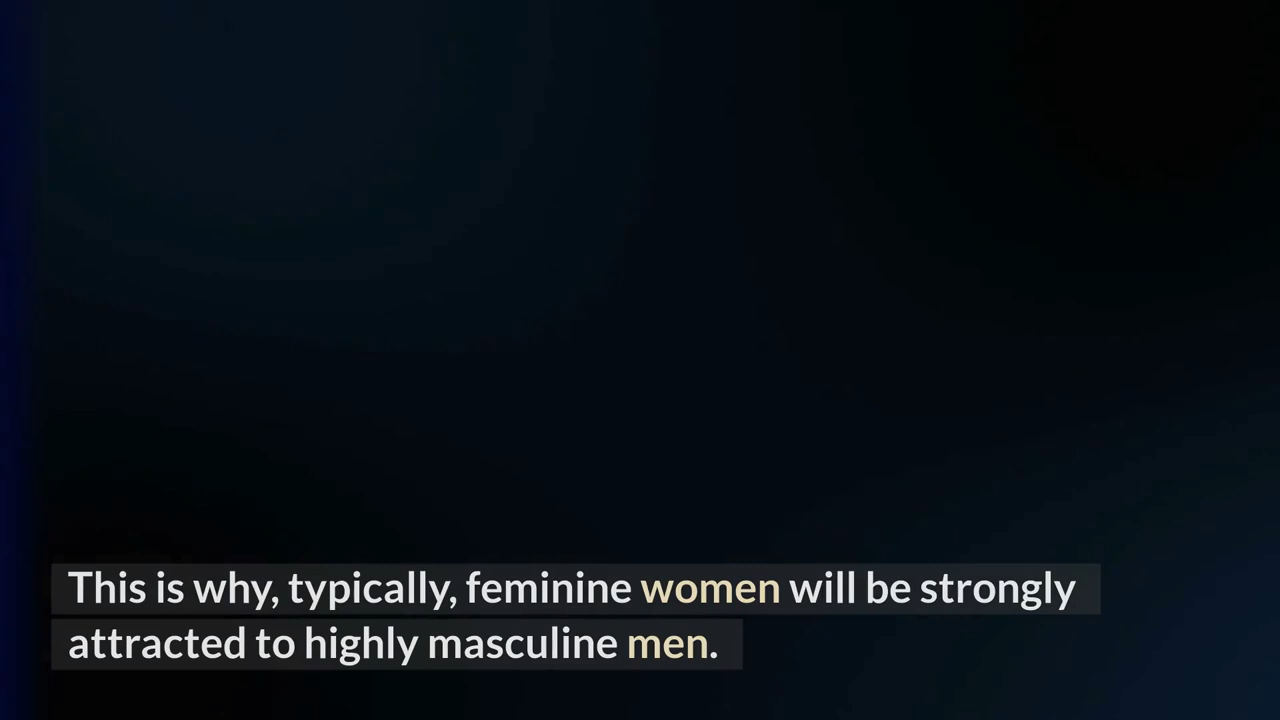 This is why, typically, feminine women will be strongly
attracted to highly masculine men.